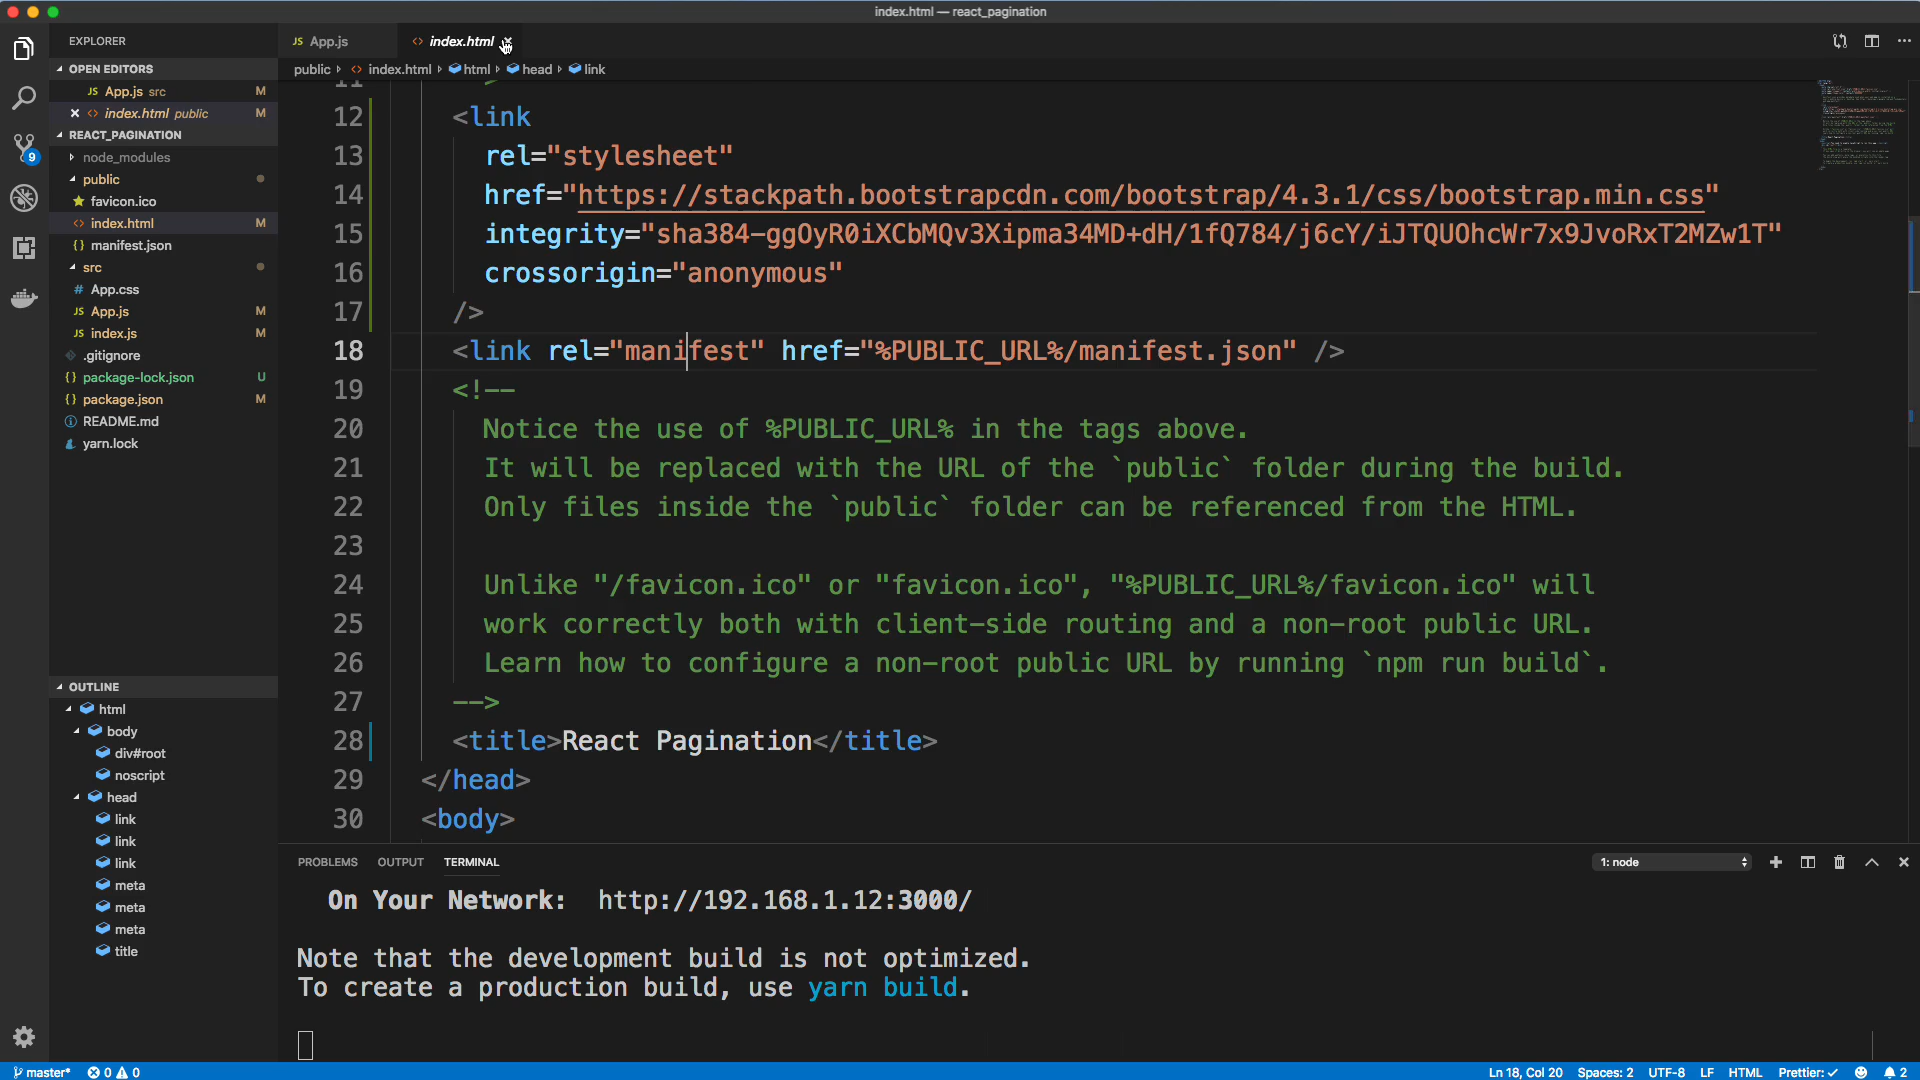 index.html — react_pagination
EXPLORER
JS App.js
<> index.html
OPEN EDITORS
JS App.js src M
<> index.html public M
REACT_PAGINATION
node_modules
public
favicon.ico
<> index.html M
{} manifest.json
src
# App.css
JS App.js M
JS index.js M
.gitignore
{} package-lock.json U
{} package.json M
README.md
yarn.lock
9
OUTLINE
html
body
div#root
noscript
head
link
link
link
meta
meta
meta
title
public <> index.html html head link
11 >
12 <link
13 rel="stylesheet"
14 href="https://stackpath.bootstrapcdn.com/bootstrap/4.3.1/css/bootstrap.min.css"
15 integrity="sha384-ggOyR0iXCbMQv3Xipma34MD+dH/1fQ784/j6cY/iJTQUOhcWr7x9JvoRxT2MZw1T"
16 crossorigin="anonymous"
17 />
18 <link rel="manifest" href="%PUBLIC_URL%/manifest.json" />
19 <!--
20 Notice the use of %PUBLIC_URL% in the tags above.
21 It will be replaced with the URL of the `public` folder during the build.
22 Only files inside the `public` folder can be referenced from the HTML.
23
24 Unlike "/favicon.ico" or "favicon.ico", "%PUBLIC_URL%/favicon.ico" will
25 work correctly both with client-side routing and a non-root public URL.
26 Learn how to configure a non-root public URL by running `npm run build`.
27 -->
28 <title>React Pagination</title>
29 </head>
30 <body>
PROBLEMS OUTPUT TERMINAL
1: node
On Your Network: http://192.168.1.12:3000/
Note that the development build is not optimized.
To create a production build, use yarn build.
master* 0 0
Ln 18, Col 20 Spaces: 2 UTF-8 LF HTML Prettier: ✓ 2